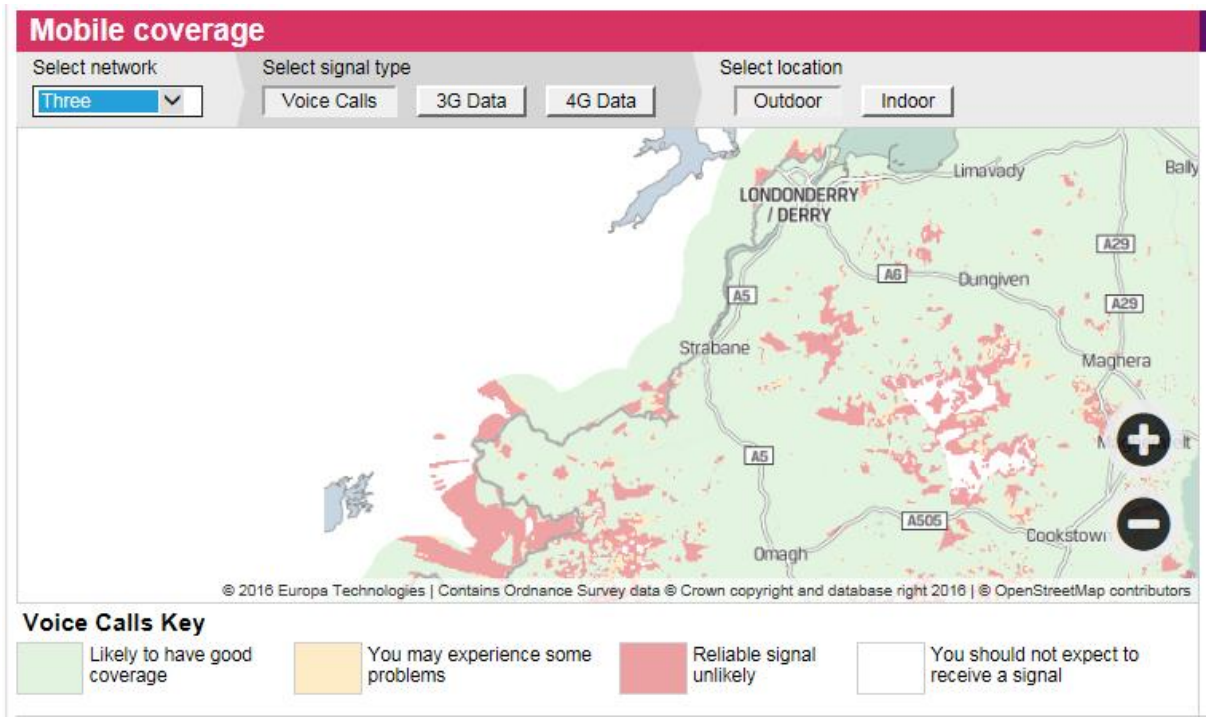 Mobile coverage
Select network
Select signal type
Select location
Three
Voice Calls
3G Data
4G Data
Outdoor
Indoor
Limavady
Bally
LONDONDERRY
/ DERRY
A29
A6
Dungiven
A5
A29
Strabane
Maghera
A5
A505
Cookstown
Omagh
© 2016 Europa Technologies | Contains Ordnance Survey data © Crown copyright and database right 2016 | © OpenStreetMap contributors
Voice Calls Key
Likely to have good
coverage
You may experience some
problems
Reliable signal
unlikely
You should not expect to
receive a signal